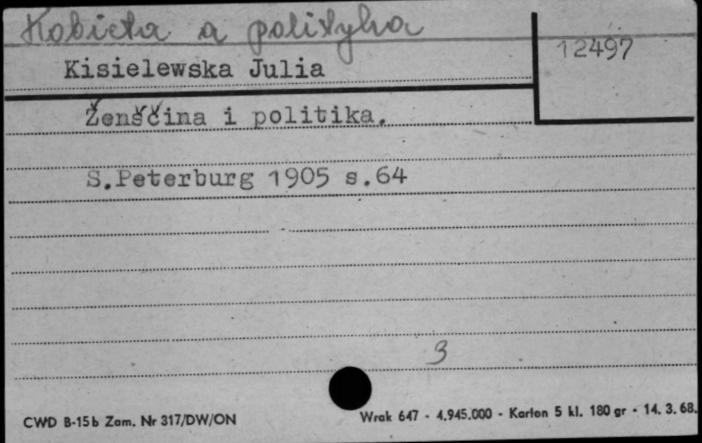 Kobieta a polityka
12497
Kisielewska Julia
Ženščina i politika.
S.Peterburg 1905 s.64
3
CWD B-15b Zam. Nr 317/DW/ON
Wrak 647 - 4.945.000 - Karton 5 kl. 180 gr - 14. 3. 68.